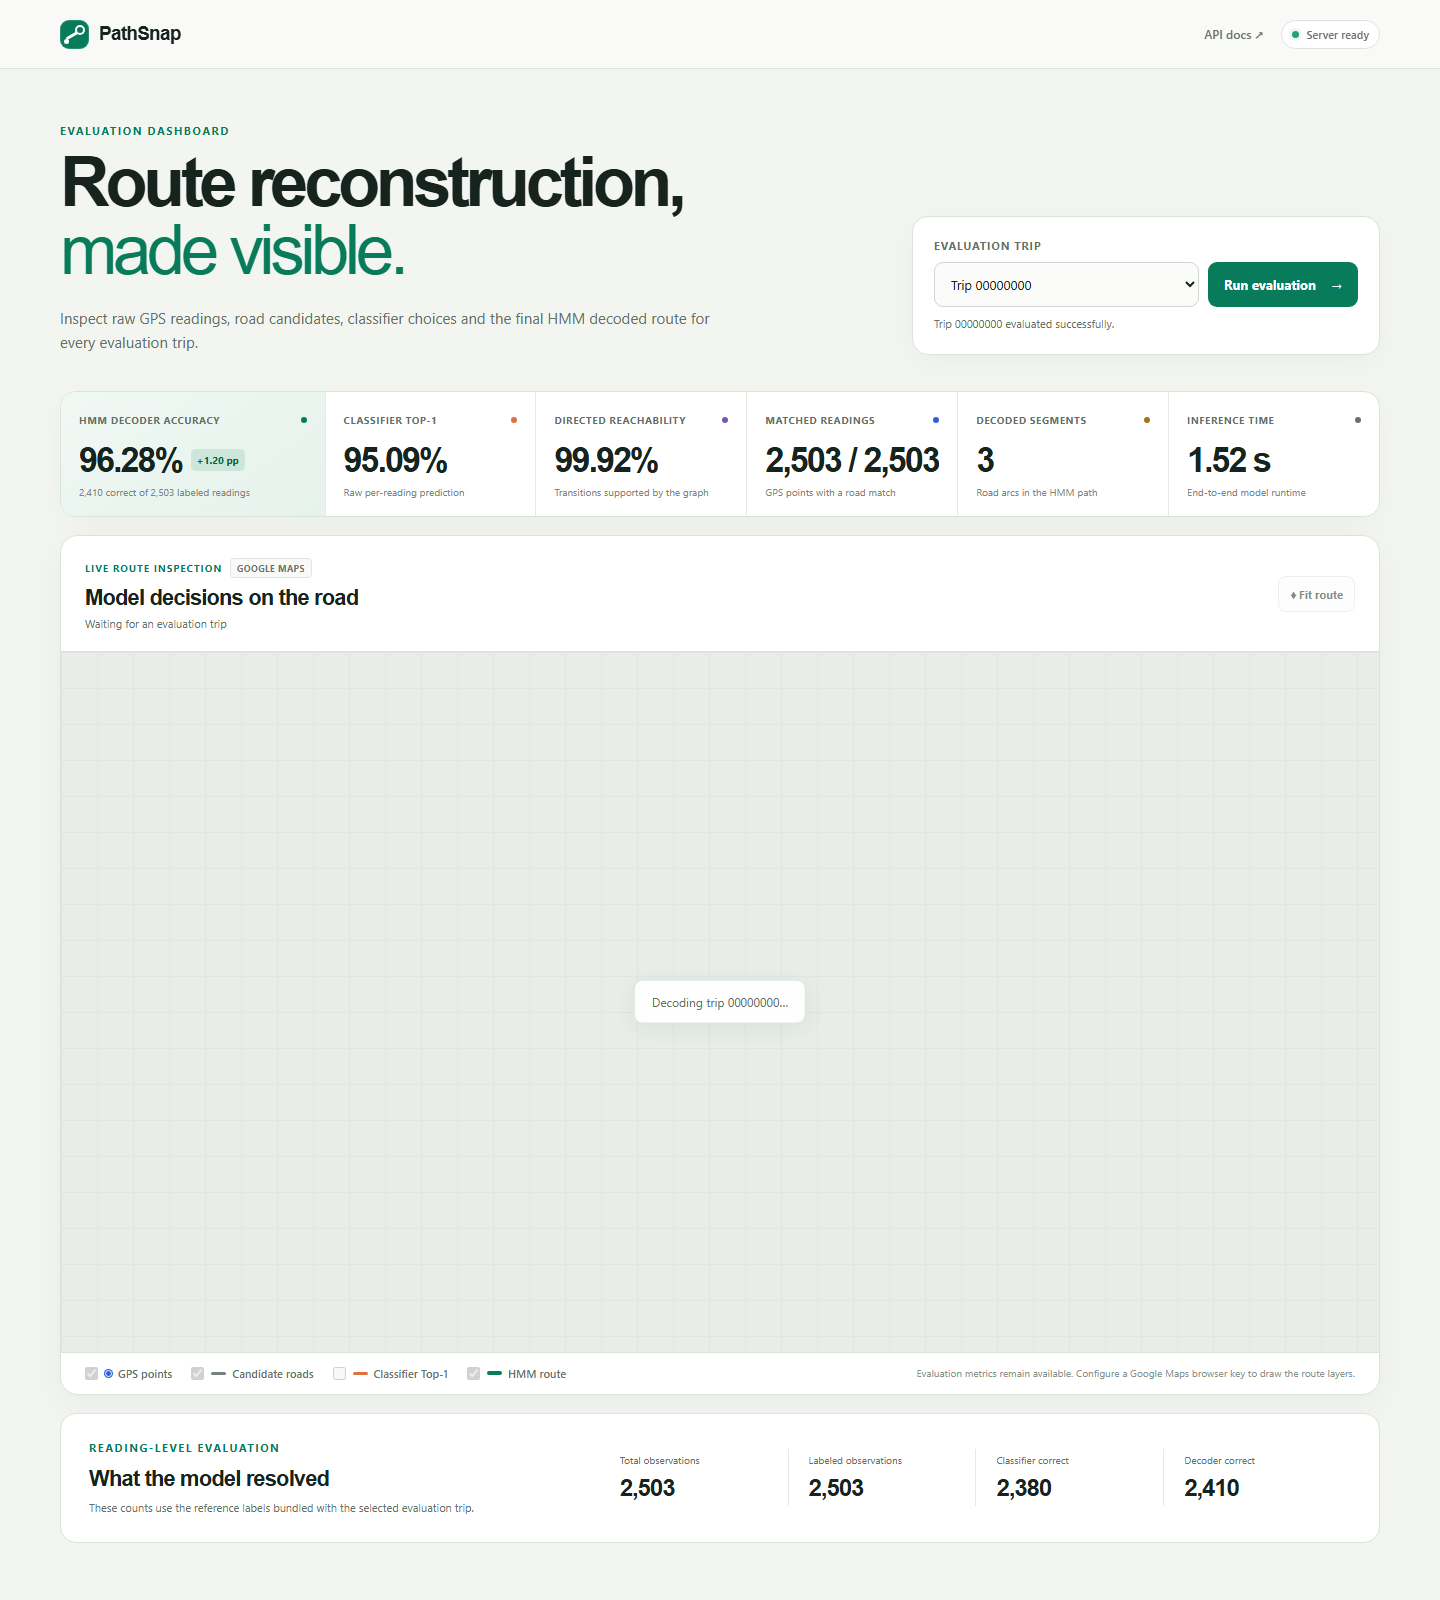 PathSnap
API docs ↗
Server ready
EVALUATION DASHBOARD
Route reconstruction,
made visible.
Inspect raw GPS readings, road candidates, classifier choices and the final HMM decoded route for
every evaluation trip.
EVALUATION TRIP
Trip 00000000
Run evaluation →
Trip 00000000 evaluated successfully.
HMM DECODER ACCURACY
96.28% +1.20 pp
2,410 correct of 2,503 labeled readings
CLASSIFIER TOP-1
95.09%
Raw per-reading prediction
DIRECTED REACHABILITY
99.92%
Transitions supported by the graph
MATCHED READINGS
2,503 / 2,503
GPS points with a road match
DECODED SEGMENTS
3
Road arcs in the HMM path
INFERENCE TIME
1.52 s
End-to-end model runtime
LIVE ROUTE INSPECTION GOOGLE MAPS
Model decisions on the road
Waiting for an evaluation trip
Fit route
Decoding trip 00000000...
GPS points
Candidate roads
Classifier Top-1
HMM route
Evaluation metrics remain available. Configure a Google Maps browser key to draw the route layers.
READING-LEVEL EVALUATION
What the model resolved
These counts use the reference labels bundled with the selected evaluation trip.
Total observations
2,503
Labeled observations
2,503
Classifier correct
2,380
Decoder correct
2,410